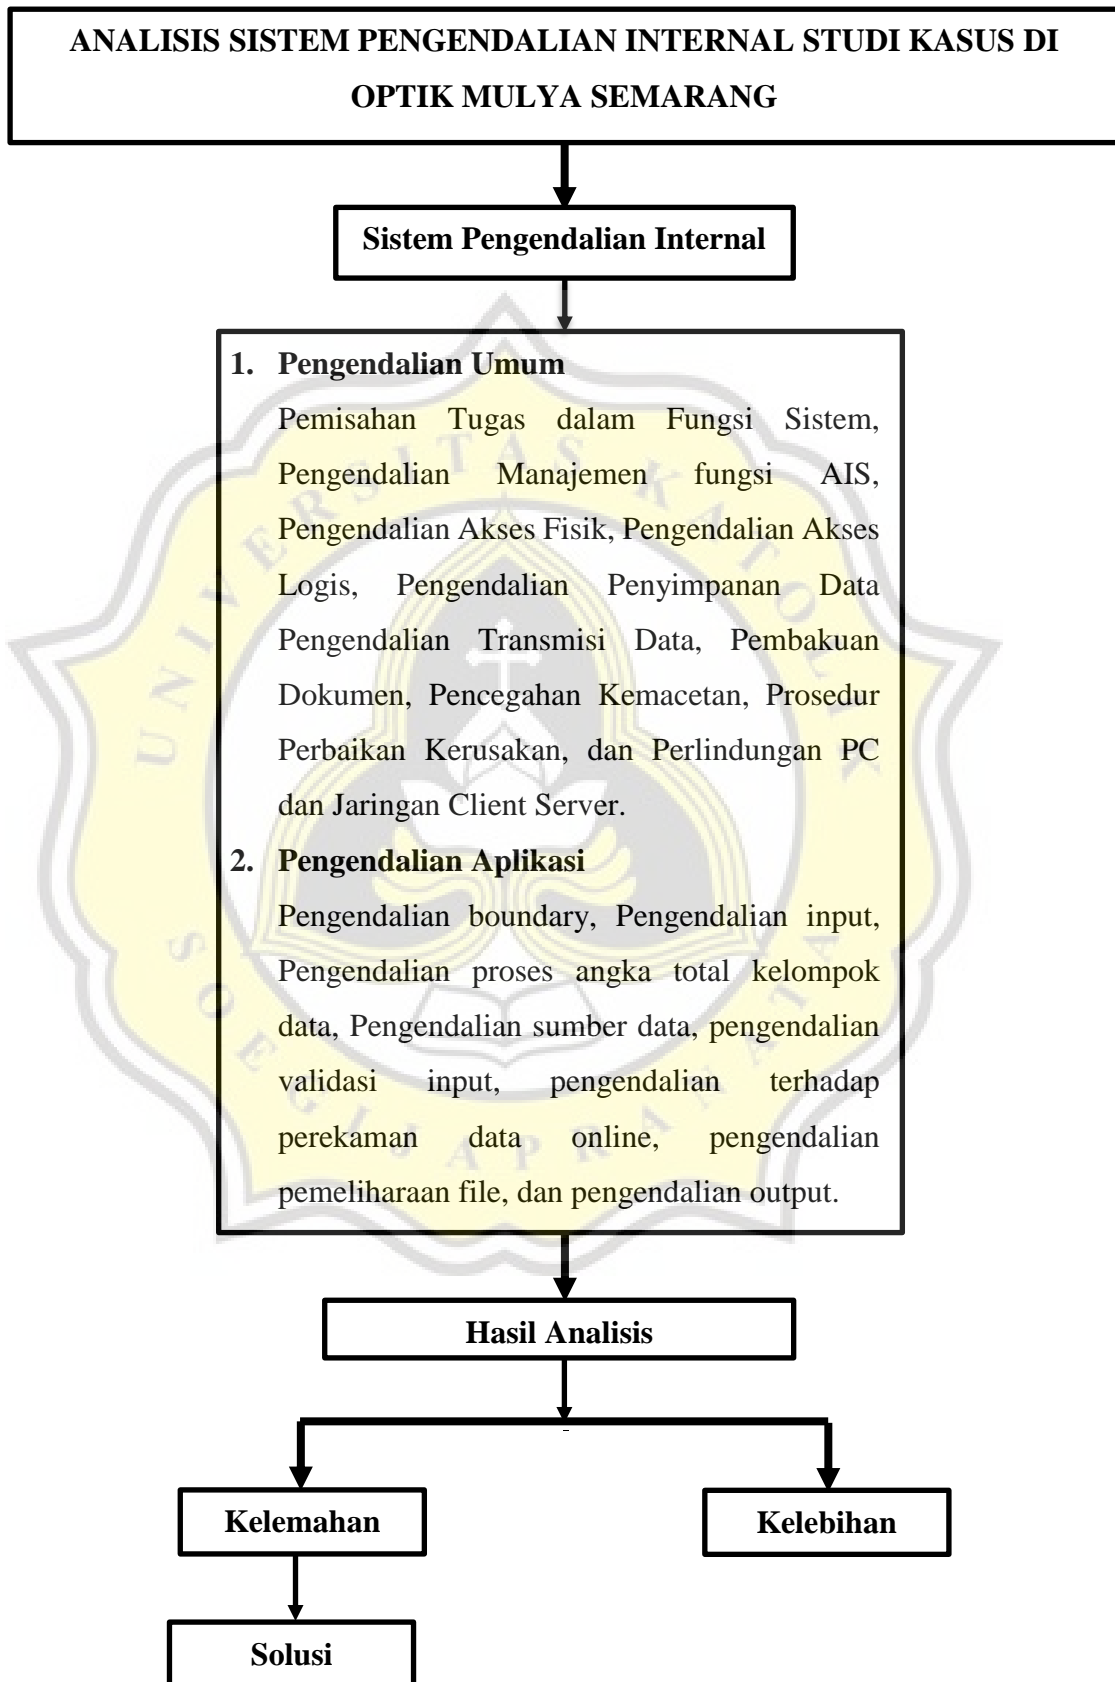 ANALISIS SISTEM PENGENDALIAN INTERNAL STUDI KASUS DI
OPTIK MULYA SEMARANG
Sistem Pengendalian Internal
1. Pengendalian Umum
Pemisahan Tugas dalam Fungsi Sistem,
Pengendalian Manajemen fungsi AIS,
Pengendalian Akses Fisik, Pengendalian Akses
Logis, Pengendalian Penyimpanan Data
Pengendalian Transmisi Data, Pembakuan
Dokumen, Pencegahan Kemacetan, Prosedur
Perbaikan Kerusakan, dan Perlindungan PC
dan Jaringan Client Server.
2. Pengendalian Aplikasi
Pengendalian boundary, Pengendalian input,
Pengendalian proses angka total kelompok
data, Pengendalian sumber data, pengendalian
validasi input, pengendalian terhadap
perekaman data online, pengendalian
pemeliharaan file, dan pengendalian output.
Hasil Analisis
Kelemahan
Kelebihan
Solusi
UNIVERSITAS KATOLIK
SOEGIJAPRANATA